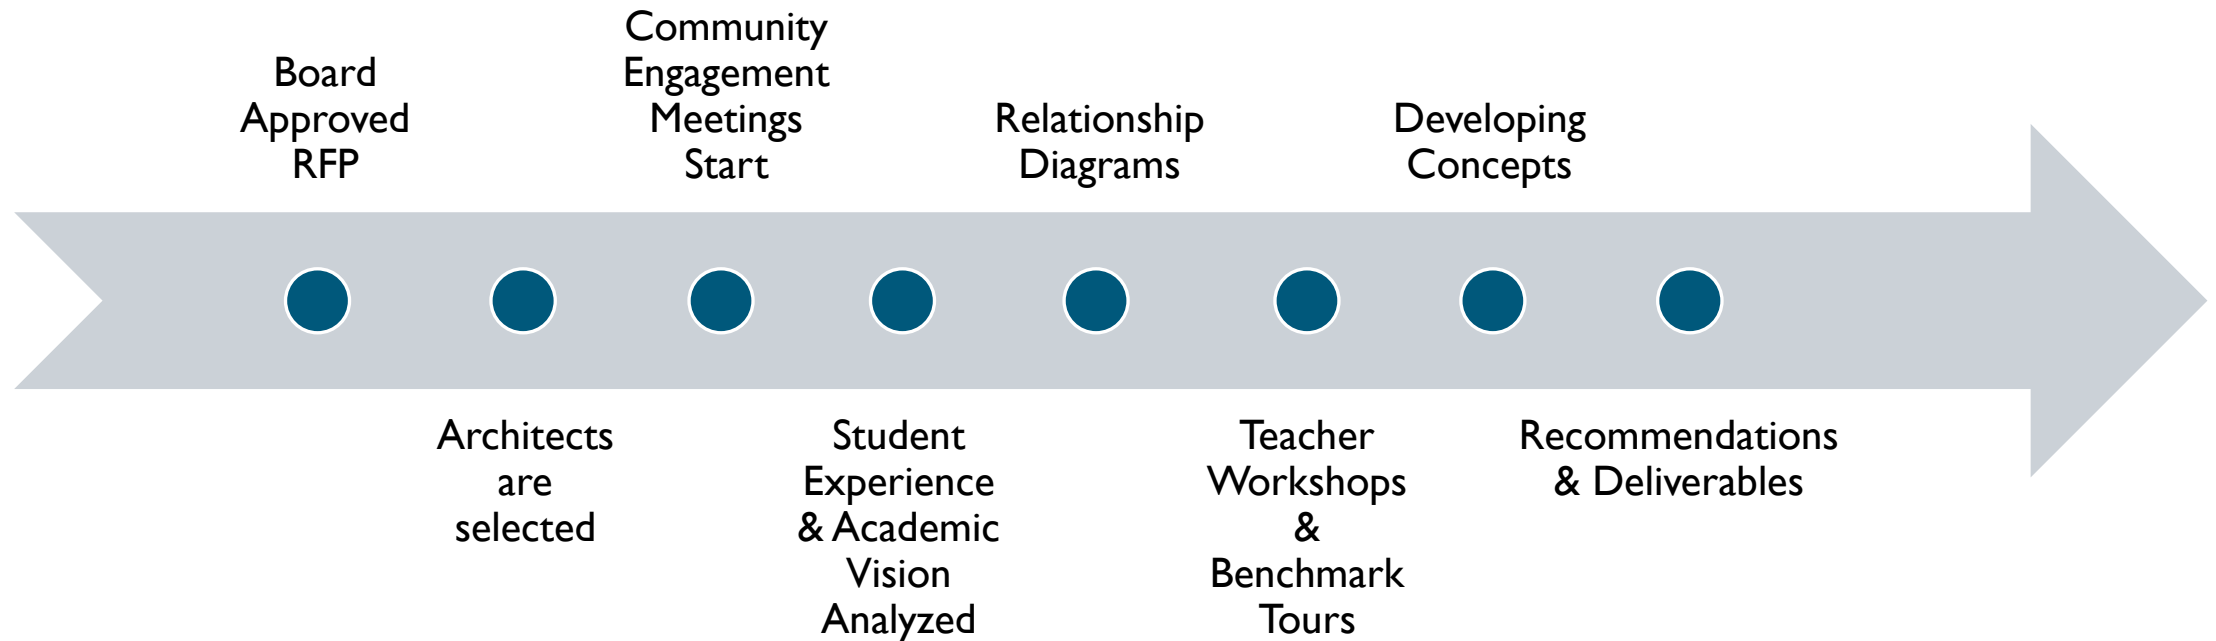 Board
Approved
RFP
Architects
are
selected
Community
Engagement
Meetings
Start
Student
Experience
& Academic
Vision
Analyzed
Relationship
Diagrams
Teacher
Workshops
&
Benchmark
Tours
Developing
Concepts
Recommendations
& Deliverables